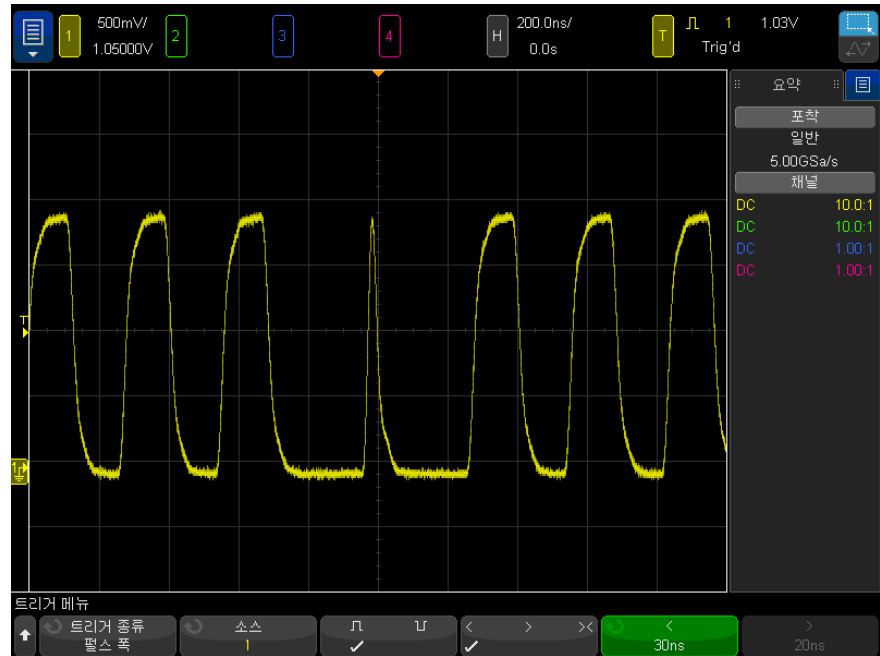 1 500mV/ 2 3 4 H 200.0ns/ T 1 1.03V
1.05000V 0.0s Trig'd
요약
포착
일반
5.00GSa/s
채널
DC 10.0:1
DC 10.0:1
DC 1.00:1
DC 1.00:1
T
1
트리거 메뉴
트리거 종류 소스 < > >< < >
펄스 폭 1 30ns 20ns